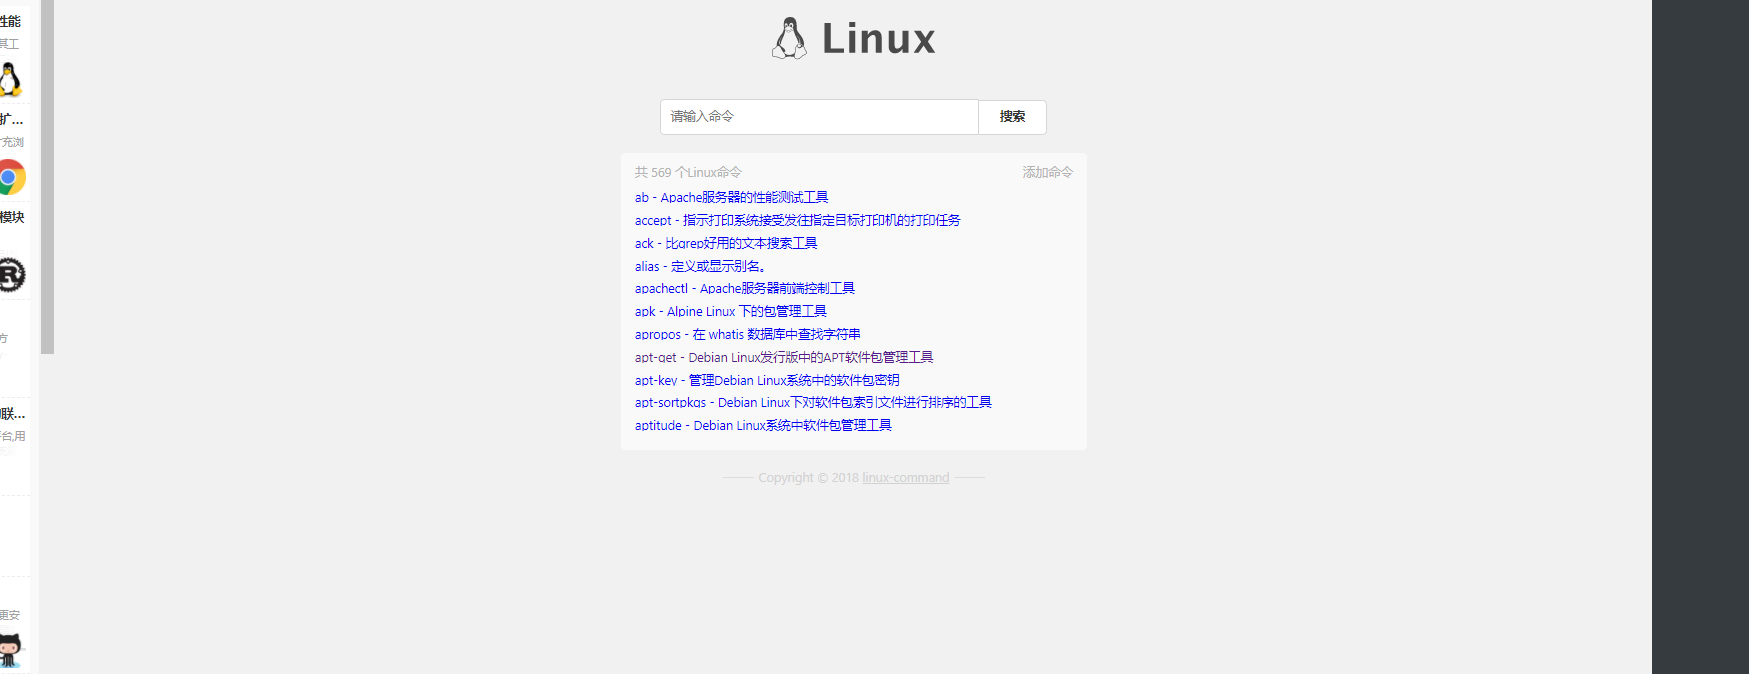 性能
其工
扩...
充浏
模块
方
联...
台,用
更安
Linux
请输入命令
搜索
共 569 个Linux命令
添加命令
ab - Apache服务器的性能测试工具
accept - 指示打印系统接受发往指定目标打印机的打印任务
ack - 比grep好用的文本搜索工具
alias - 定义或显示别名。
apachectl - Apache服务器前端控制工具
apk - Alpine Linux 下的包管理工具
apropos - 在 whatis 数据库中查找字符串
apt-get - Debian Linux发行版中的APT软件包管理工具
apt-key - 管理Debian Linux系统中的软件包密钥
apt-sortpkgs - Debian Linux下对软件包索引文件进行排序的工具
aptitude - Debian Linux系统中软件包管理工具
Copyright © 2018 linux-command